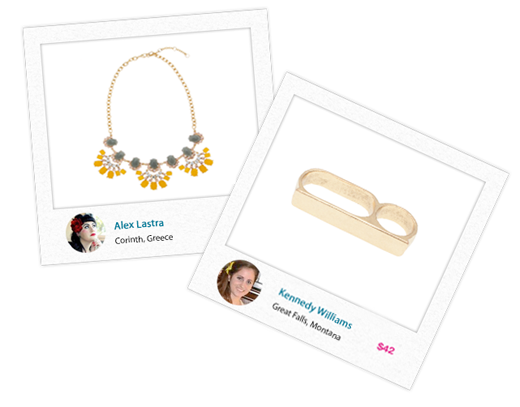 Alex Lastra
Corinth, Greece
Kennedy Williams
Great Falls, Montana
$42